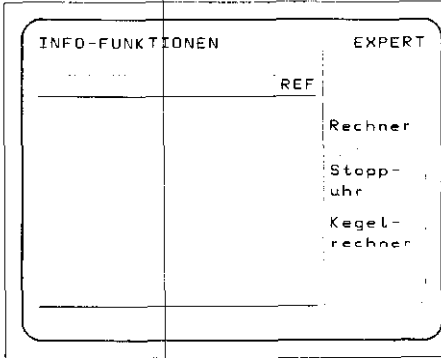 INFO-FUNKTIONEN EXPERT
REF
Rechner
Stopp-
uhr
Kegel-
rechner